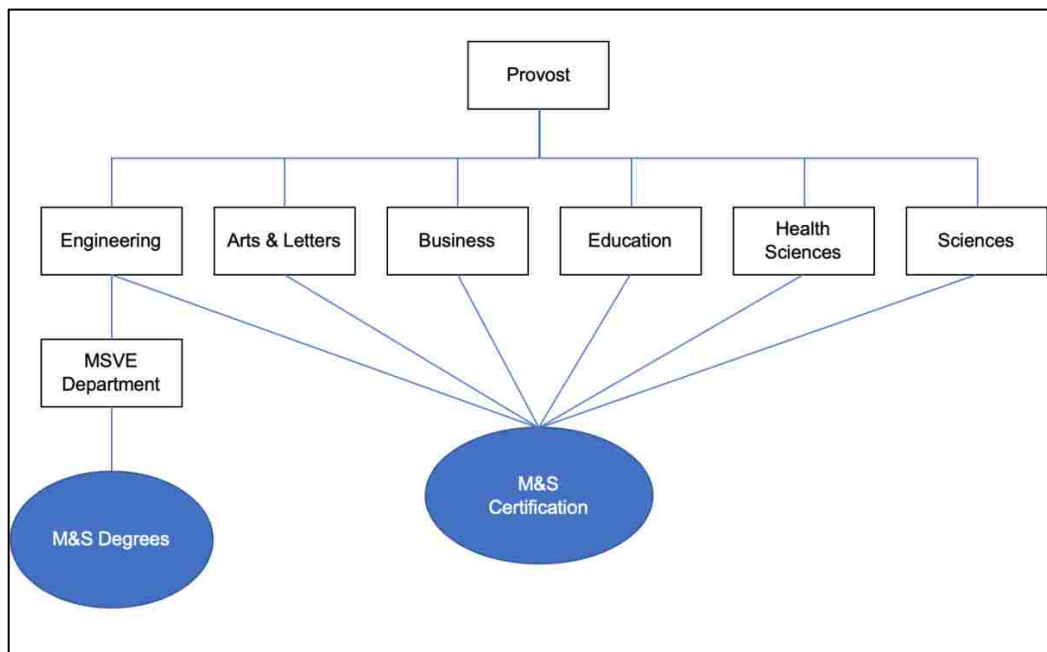 Provost
Engineering
Arts & Letters
Business
Education
Health
Sciences
Sciences
MSVE
Department
M&S
Certification
M&S Degrees